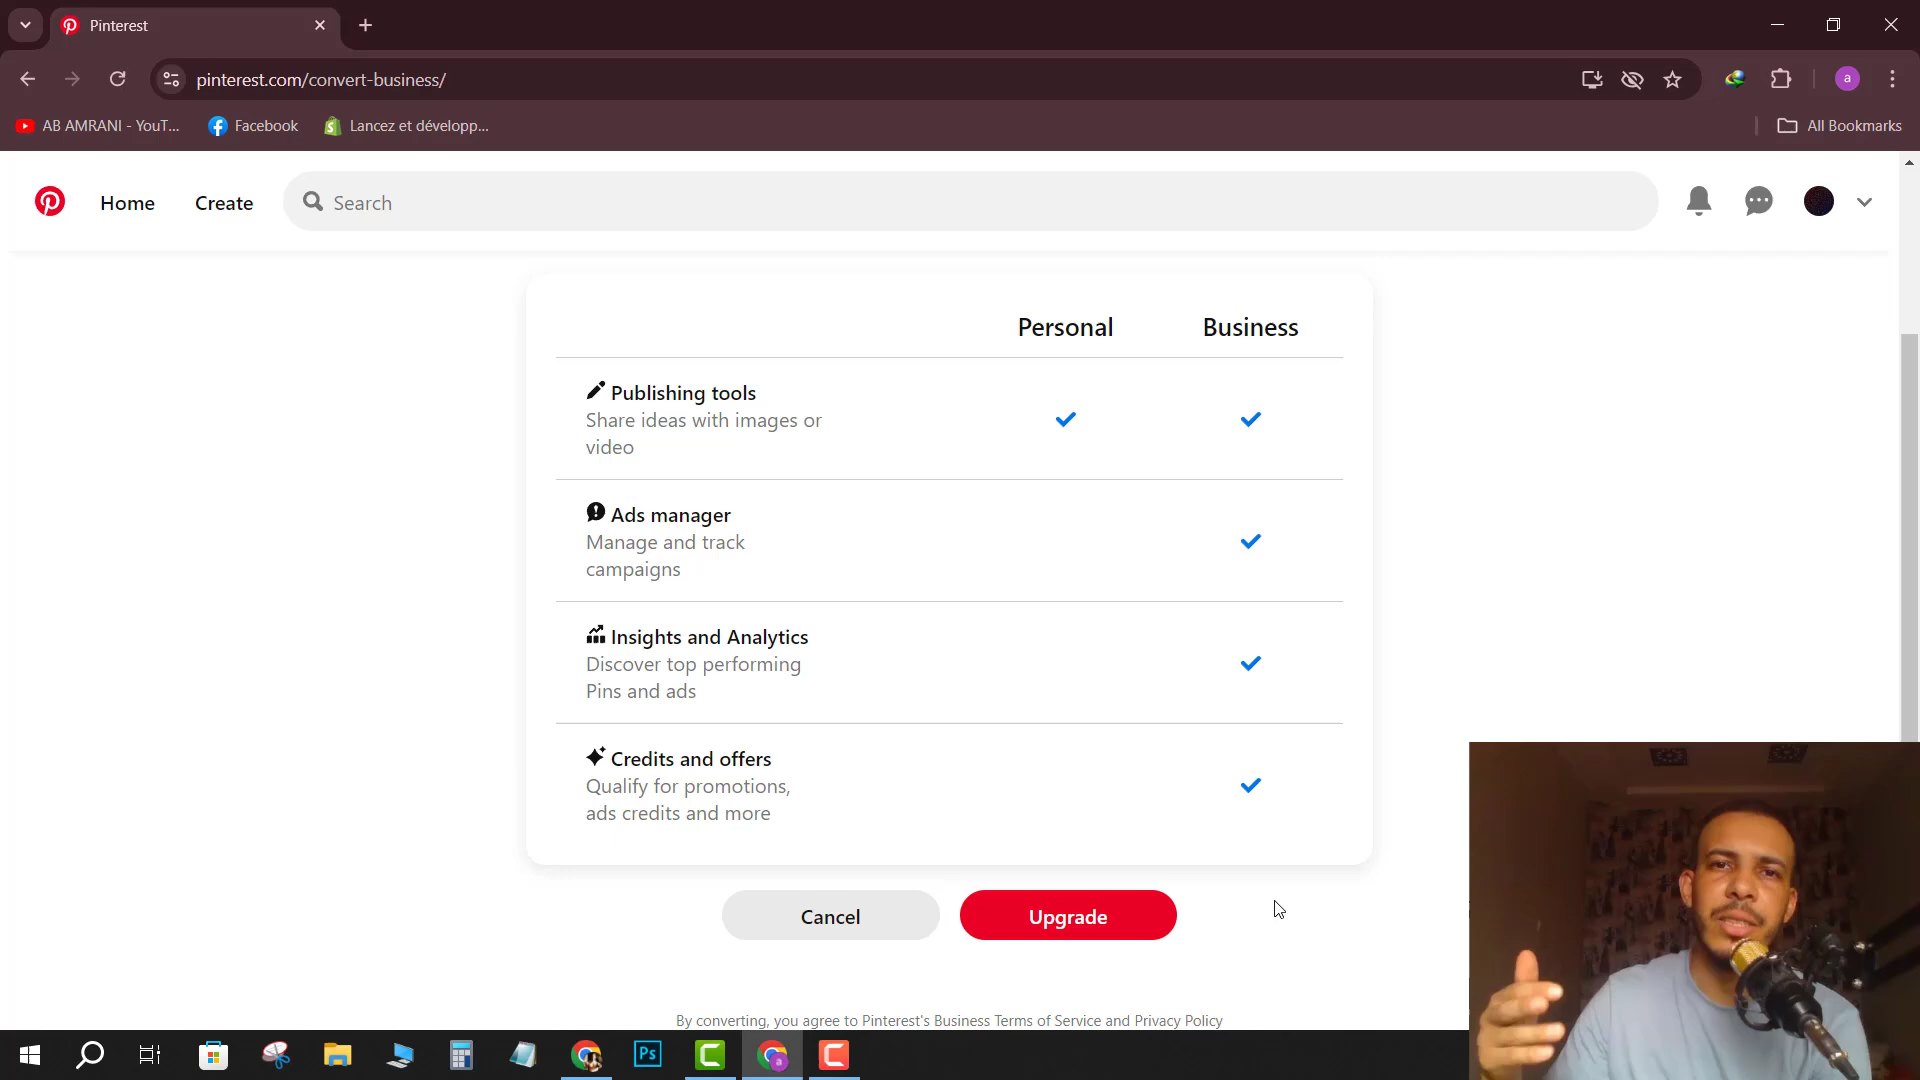 Pinterest
pinterest.com/convert-business/
a
AB AMRANI - YouT...
Facebook
Lancez et développ...
All Bookmarks
Home
Create
Search
Personal
Business
Publishing tools
Share ideas with images or
video
Ads manager
Manage and track
campaigns
Insights and Analytics
Discover top performing
Pins and ads
Credits and offers
Qualify for promotions,
ads credits and more
Cancel
Upgrade
By converting, you agree to Pinterest's Business Terms of Service and Privacy Policy
Ps
a